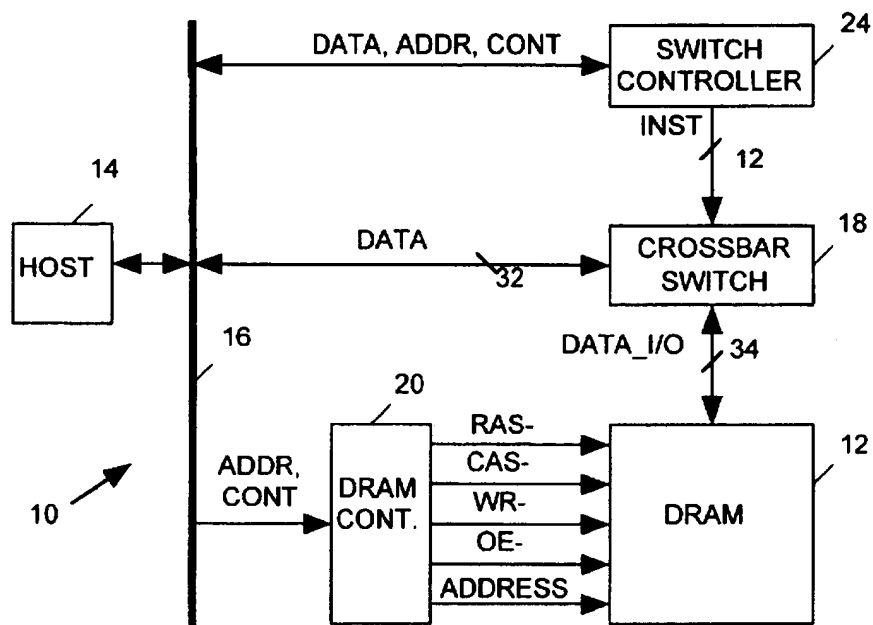 DATA, ADDR, CONT
SWITCH
CONTROLLER
24
INST
12
14
HOST
DATA
32
CROSSBAR
SWITCH
18
DATA_I/O
34
16
20
ADDR,
CONT
10
DRAM
CONT.
RAS-
CAS-
WR-
OE-
ADDRESS
DRAM
12